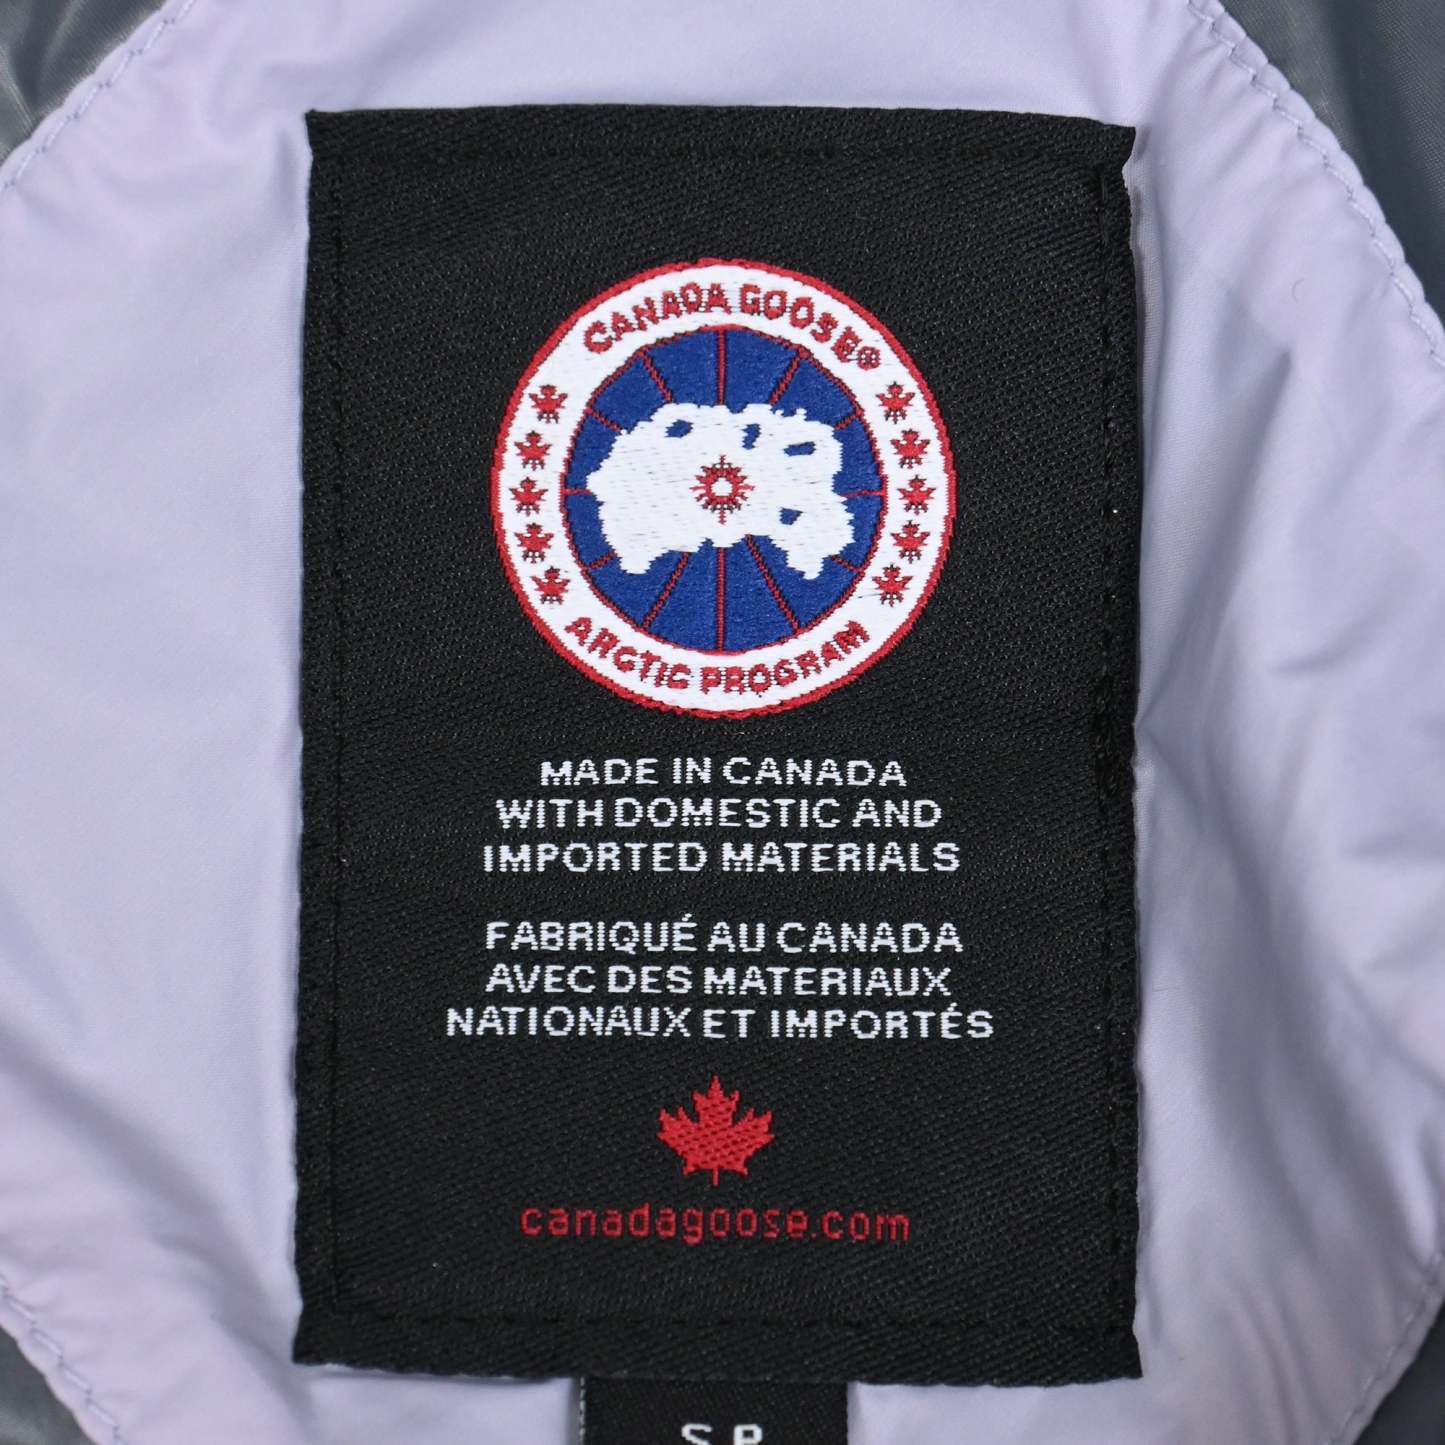 CANADA GOOSE®
ARCTIC PROGRAM
MADE IN CANADA
WITH DOMESTIC AND
IMPORTED MATERIALS
FABRIQUÉ AU CANADA
AVEC DES MATERIAUX
NATIONAUX ET IMPORTÉS
canadagoose.com
S P